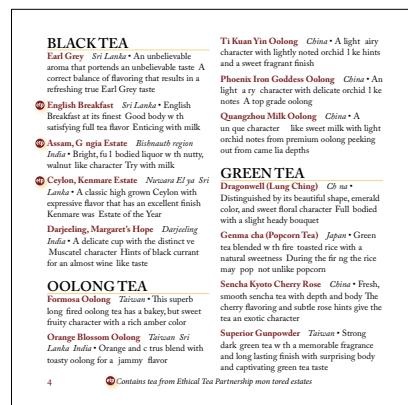 BLACK TEA
Earl Grey Sri Lanka • An unbelievable
aroma that portends an unbelievable taste A
correct balance of flavoring that results in a
refreshing true Earl Grey taste
English Breakfast Sri Lanka • English
Breakfast at its finest Good body w th
satisfying full tea flavor Enticing with milk
Assam, G ngia Estate Bishnauth region
India • Bright, fu l bodied liquor w th nutty,
walnut like character Try with milk
Ceylon, Kenmare Estate Nuwara El ya Sri
Lanka • A classic high grown Ceylon with
expressive flavor that has an excellent finish
Kenmare was Estate of the Year
Darjeeling, Margaret's Hope Darjeeling
India • A delicate cup with the distinct ve
Muscatel character Hints of black currant
for an almost wine like taste
OOLONG TEA
Formosa Oolong Taiwan • This superb
long fired oolong tea has a bakey, but sweet
fruity character with a rich amber color
Orange Blossom Oolong Taiwan Sri
Lanka India • Orange and c trus blend with
toasty oolong for a jammy flavor
Ti Kuan Yin Oolong China • A light airy
character with lightly noted orchid l ke hints
and a sweet fragrant finish
Phoenix Iron Goddess Oolong China • An
light a ry character with delicate orchid l ke
notes A top grade oolong
Quangzhou Milk Oolong China • A
un que character like sweet milk with light
orchid notes from premium oolong peeking
out from came lia depths
GREEN TEA
Dragonwell (Lung Ching) Ch na •
Distinguished by its beautiful shape, emerald
color, and sweet floral character Full bodied
with a slight heady bouquet
Genma cha (Popcorn Tea) Japan • Green
tea blended w th fire toasted rice with a
natural sweetness During the fir ng the rice
may pop not unlike popcorn
Sencha Kyoto Cherry Rose China • Fresh,
smooth sencha tea with depth and body The
cherry flavoring and subtle rose hints give the
tea an exotic character
Superior Gunpowder Taiwan • Strong
dark green tea w th a memorable fragrance
and long lasting finish with surprising body
and captivating green tea taste
4
etp Contains tea from Ethical Tea Partnership mon tored estates